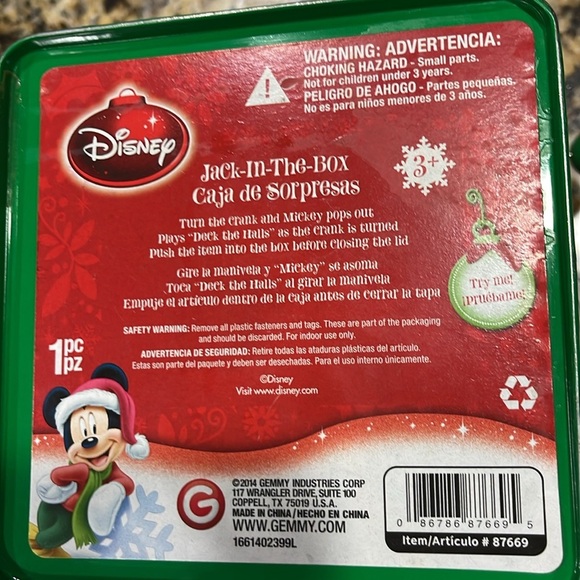 WARNING: ADVERTENCIA:
CHOKING HAZARD - Small parts.
Not for children under 3 years.
PELIGRO DE AHOGO - Partes pequeñas.
No es para niños menores de 3 años.
Disney
Jack-In-The-Box
Caja de Sorpresas
3+
Turn the crank and Mickey pops out
Plays "Deck the Halls" as the crank is turned
Push the item into the box before closing the lid
Gire la manivela y "Mickey" se asoma
Toca "Deck the Halls" al girar la manivela
Empuje el artículo dentro de la caja antes de cerrar la tapa
Try me!
¡Pruébame!
SAFETY WARNING: Remove all plastic fasteners and tags. These are part of the packaging
and should be discarded. For indoor use only.
ADVERTENCIA DE SEGURIDAD: Retire todas las ataduras plásticas del artículo.
Estas son parte del paquete y deben ser desechadas. Para el uso interno únicamente.
1 pc
pz
©Disney
Visit www.disney.com
G
©2014 GEMMY INDUSTRIES CORP
117 WRANGLER DRIVE, SUITE 100
COPPELL, TX 75019 U.S.A.
MADE IN CHINA / HECHO EN CHINA
WWW.GEMMY.COM
1661402399L
0 86786 87669 5
Item/Artículo # 87669